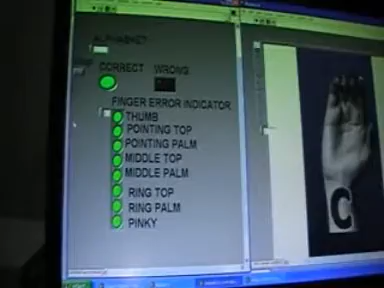 ALPHABHET
CORRECT WRONG
FINGER ERROR INDICATOR
THUMB
POINTING TOP
POINTING PALM
MIDDLE TOP
MIDDLE PALM
RING TOP
RING PALM
PINKY
C